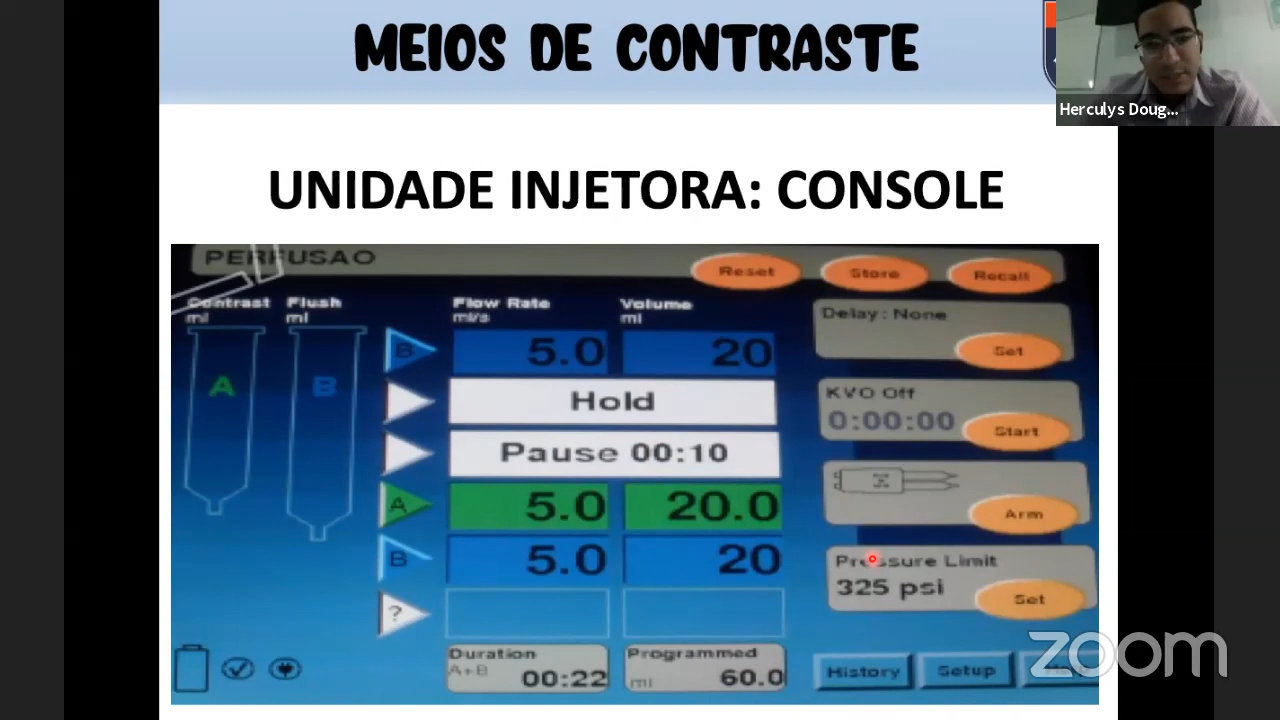 MEIOS DE CONTRASTE
Herculys Doug...
UNIDADE INJETORA: CONSOLE
PERFUSAO
Reset
Store
Recall
Contrast
ml
Flush
ml
Flow Rate
ml/s
Volume
ml
Delay: None
Set
A
B
B
5.0
20
Hold
KVO Off
0:00:00
Start
Pause 00:10
A
5.0
20.0
Arm
B
5.0
20
Pressure Limit
325 psi
Set
?
Duration
A+B
00:22
Programmed
ml
60.0
History
Setup
zoom